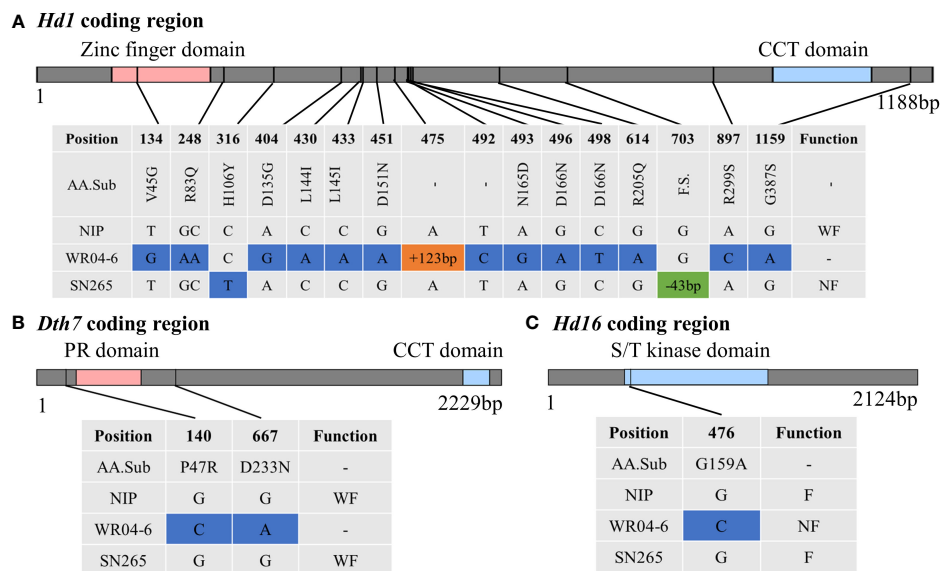 A Hd1 coding region
Zinc finger domain CCT domain
1 1188bp
Position 134 248 316 404 430 433 451 475 492 493 496 498 614 703 897 1159 Function
AA.Sub V45G R83Q H106Y D135G L144I L145I D151N - - N165D D166N D166N R205Q F.S. R299S G387S -
NIP T GC C A C C G A T A G C G G A G WF
WR04-6 G AA C G A A A +123bp C G A T A G C A -
SN265 T GC T A C C G A T A G C G -43bp A G NF
B Dth7 coding region
PR domain CCT domain
1 2229bp
Position 140 667 Function
AA.Sub P47R D233N -
NIP G G WF
WR04-6 C A -
SN265 G G WF
C Hd16 coding region
S/T kinase domain
1 2124bp
Position 476 Function
AA.Sub G159A -
NIP G F
WR04-6 C NF
SN265 G F